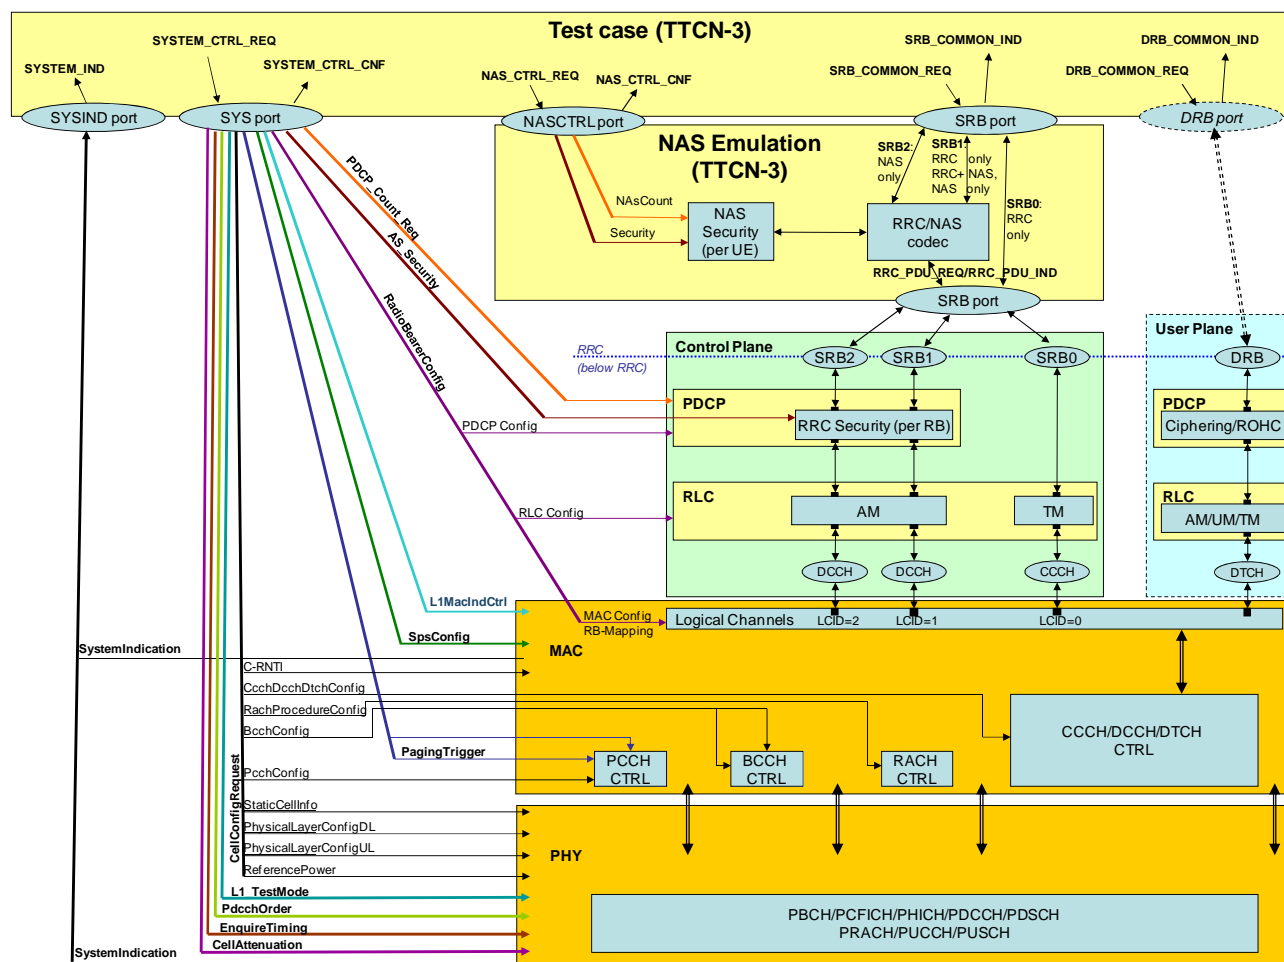 Test case (TTCN-3)
SYSTEM_CTRL_REQ
SYSTEM_IND
SYSTEM_CTRL_CNF
NAS_CTRL_REQ
NAS_CTRL_CNF
SRB_COMMON_IND
SRB_COMMON_REQ
DRB_COMMON_IND
DRB_COMMON_REQ
SYSIND port
SYS port
NASCTRL port
SRB port
DRB port
NAS Emulation
(TTCN-3)
SRB2:
NAS
only
SRB1:
RRC only
RRC+ NAS,
NAS only
SRB0:
RRC
only
NAsCount
Security
NAS
Security
(per UE)
RRC/NAS
codec
RRC_PDU_REQ/RRC_PDU_IND
SRB port
PDCP_Count_Req
AS_Security
RadioBearerConfig
Control Plane
User Plane
RRC
(below RRC)
SRB2
SRB1
SRB0
DRB
PDCP
RRC Security (per RB)
PDCP
Ciphering/ROHC
PDCP Config
RLC
AM
TM
RLC
AM/UM/TM
RLC Config
DCCH
DCCH
CCCH
DTCH
L1MacIndCtrl
MAC Config
RB-Mapping
Logical Channels
LCID=2
LCID=1
LCID=0
SpsConfig
MAC
SystemIndication
C-RNTI
CcchDcchDtchConfig
RachProcedureConfig
BcchConfig
PagingTrigger
PcchConfig
PCCH
CTRL
BCCH
CTRL
RACH
CTRL
CCCH/DCCH/DTCH
CTRL
CellConfigRequest
StaticCellInfo
PhysicalLayerConfigDL
PhysicalLayerConfigUL
ReferencePower
PHY
L1_TestMode
PdcchOrder
EnquireTiming
CellAttenuation
SystemIndication
PBCH/PCFICH/PHICH/PDCCH/PDSCH
PRACH/PUCCH/PUSCH